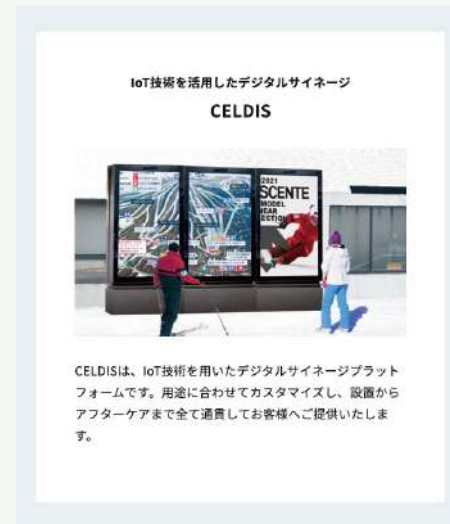 IoT技術を活用したデジタルサイネージ
CELDIS
2021
SCENTE
MODEL
EAR
ECTION
CELDISは、IoT技術を用いたデジタルサイネージプラット
フォームです。用途に合わせてカスタマイズし、設置から
アフターケアまで全て通貫してお客様へご提供いたしま
す。